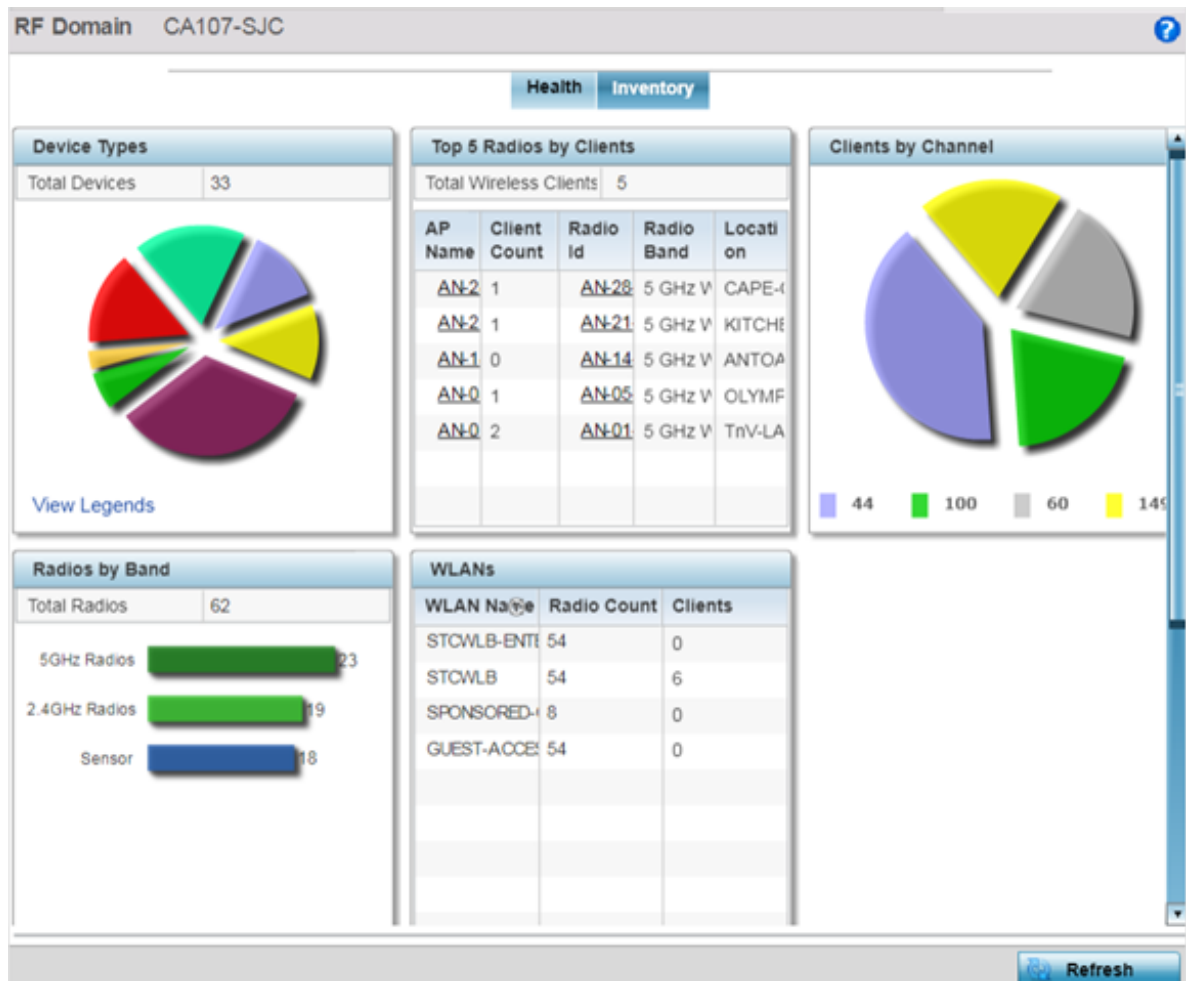 RF Domain CA107-SJC
Health Inventory
Device Types
Total Devices 33
View Legends
Top 5 Radios by Clients
Total Wireless Clients 5
AP Name Client Count Radio Id Radio Band Locati on
AN-2 1 AN-28- 5 GHz W CAPE-
AN-2 1 AN-21- 5 GHz W KITCHE
AN-1 0 AN-14- 5 GHz W ANTOA
AN-0 1 AN-05- 5 GHz W OLYMP
AN-0 2 AN-01- 5 GHz W TnV-LA
Clients by Channel
44 100 60 149
Radios by Band
Total Radios 62
5GHz Radios 23
2.4GHz Radios 19
Sensor 18
WLANs
WLAN Name Radio Count Clients
STCWLB-ENTE 54 0
STCWLB 54 6
SPONSORED- 8 0
GUEST-ACCES 54 0
Refresh